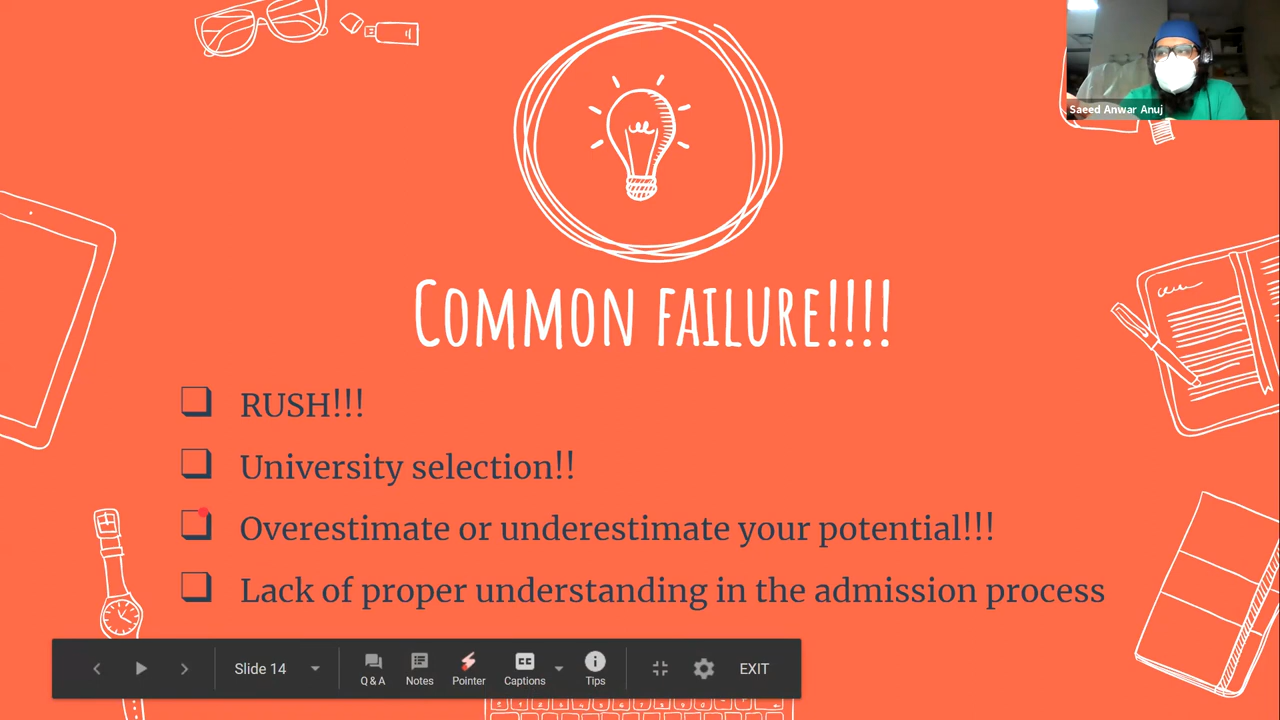 Saeed Anwar Anuj
COMMON FAILURE!!!!
RUSH!!!
University selection!!
Overestimate or underestimate your potential!!!
Lack of proper understanding in the admission process
Slide 14
Q & A
Notes
Pointer
CC
Captions
Tips
EXIT